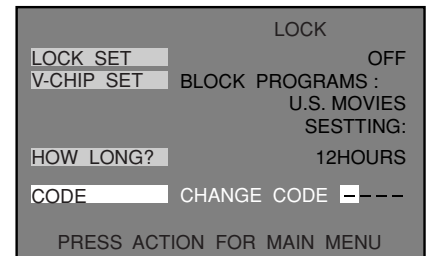 LOCK
LOCK SET OFF
V-CHIP SET BLOCK PROGRAMS :
U.S. MOVIES
SESTTING:
HOW LONG? 12HOURS
CODE CHANGE CODE - - - -
PRESS ACTION FOR MAIN MENU